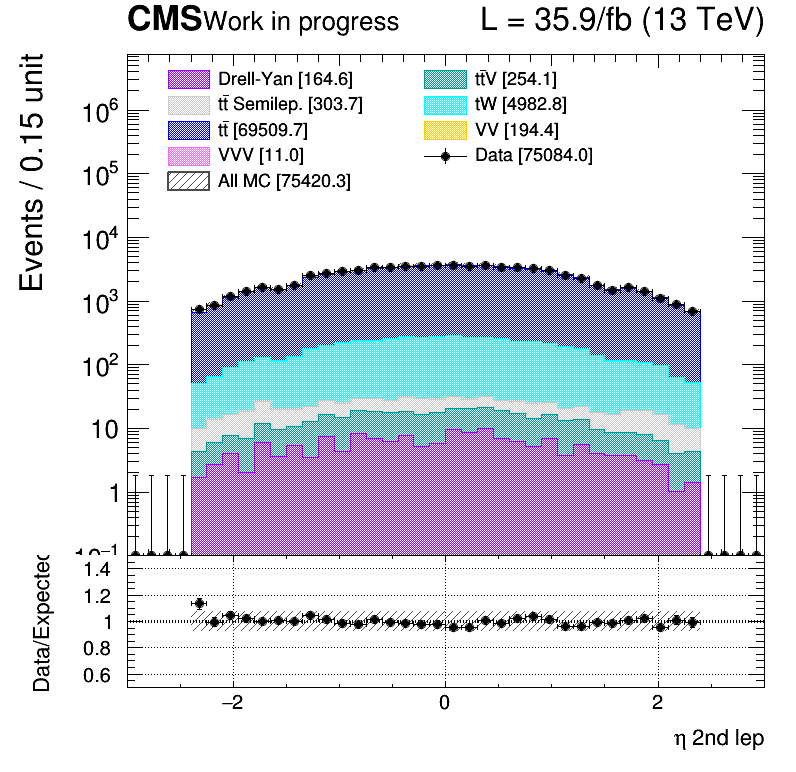 CMS Work in progress L = 35.9/fb (13 TeV)
Drell-Yan [164.6] tt̄V [254.1]
tt̄ Semilep. [303.7] tW [4982.8]
tt̄ [69509.7] VV [194.4]
VVV [11.0] Data [75084.0]
All MC [75420.3]
Events / 0.15 unit
10⁶
10⁵
10⁴
10³
10²
10
1
10⁻¹
Data/Expected
1.4
1.2
1
0.8
0.6
−2 0 2
η 2nd lep